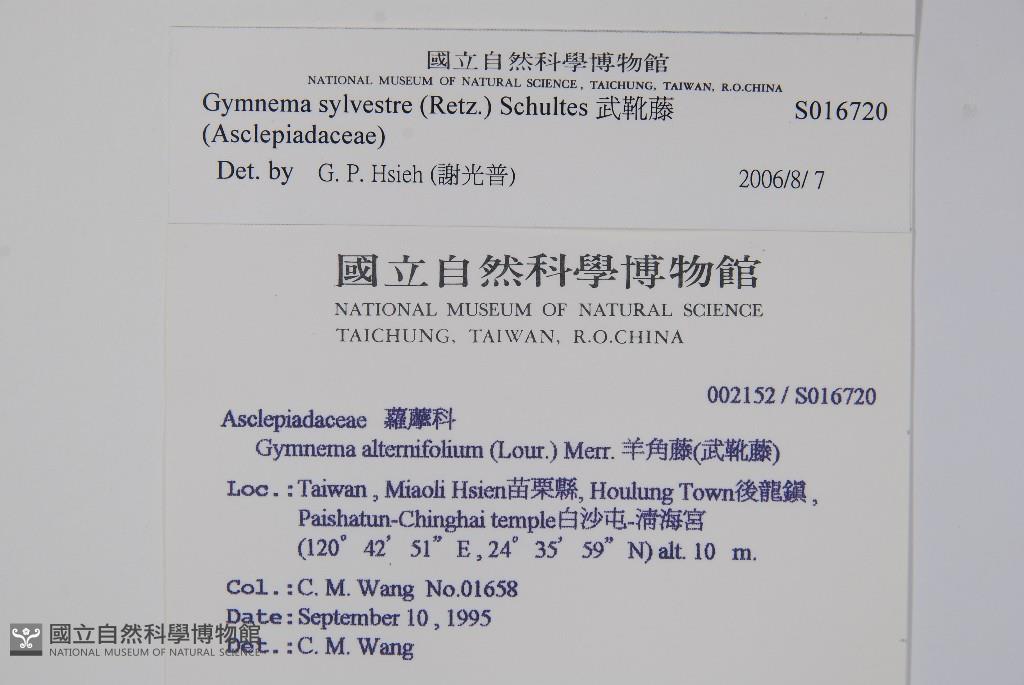 國立自然科學博物館
NATIONAL MUSEUM OF NATURAL SCIENCE, TAICHUNG, TAIWAN, R.O.CHINA
Gymnema sylvestre (Retz.) Schultes 武靴藤 S016720
(Asclepiadaceae)
Det. by G. P. Hsieh (謝光普) 2006/8/ 7
國立自然科學博物館
NATIONAL MUSEUM OF NATURAL SCIENCE
TAICHUNG, TAIWAN, R.O.CHINA
002152 / S016720
Asclepiadaceae 蘿藦科
Gymnema alternifolium (Lour.) Merr. 羊角藤(武靴藤)
Loc.:Taiwan , Miaoli Hsien苗栗縣, Houlung Town後龍鎮 ,
Paishatun-Chinghai temple白沙屯-清海宮
(120° 42′ 51” E , 24° 35′ 59” N) alt. 10 m.
Col.:C. M. Wang No.01658
Date:September 10 , 1995
Det.:C. M. Wang
國立自然科學博物館
NATIONAL MUSEUM OF NATURAL SCIENCE